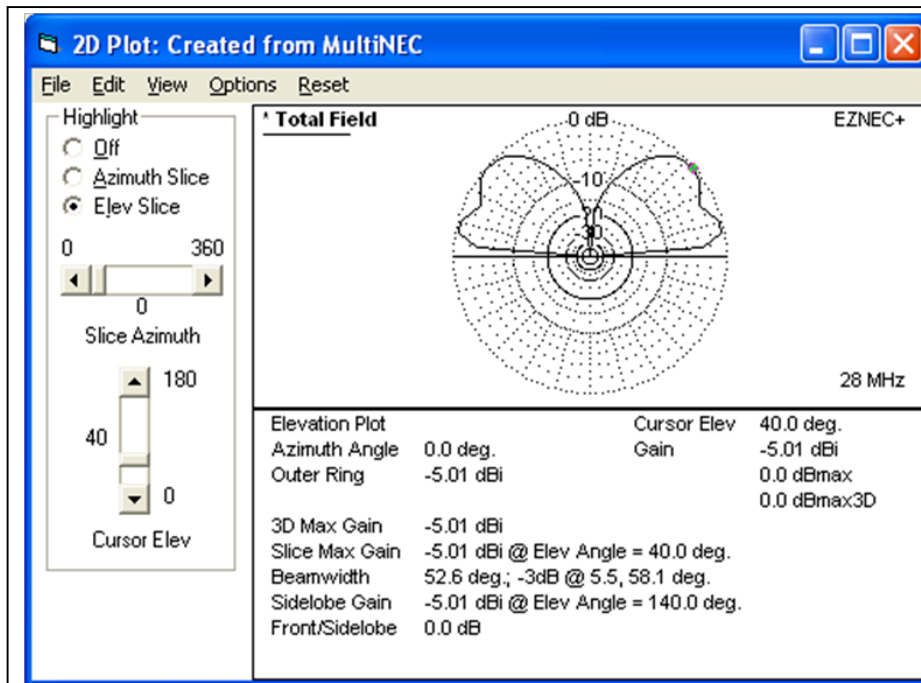 2D Plot: Created from MultiNEC
File Edit View Options Reset
Highlight
Off
Azimuth Slice
Elev Slice
0 360
0
Slice Azimuth
180
40
0
Cursor Elev
* Total Field 0 dB EZNEC+
-10
28 MHz
Elevation Plot Cursor Elev 40.0 deg.
Azimuth Angle 0.0 deg. Gain -5.01 dBi
Outer Ring -5.01 dBi 0.0 dBmax
0.0 dBmax3D
3D Max Gain -5.01 dBi
Slice Max Gain -5.01 dBi @ Elev Angle = 40.0 deg.
Beamwidth 52.6 deg.; -3dB @ 5.5, 58.1 deg.
Sidelobe Gain -5.01 dBi @ Elev Angle = 140.0 deg.
Front/Sidelobe 0.0 dB